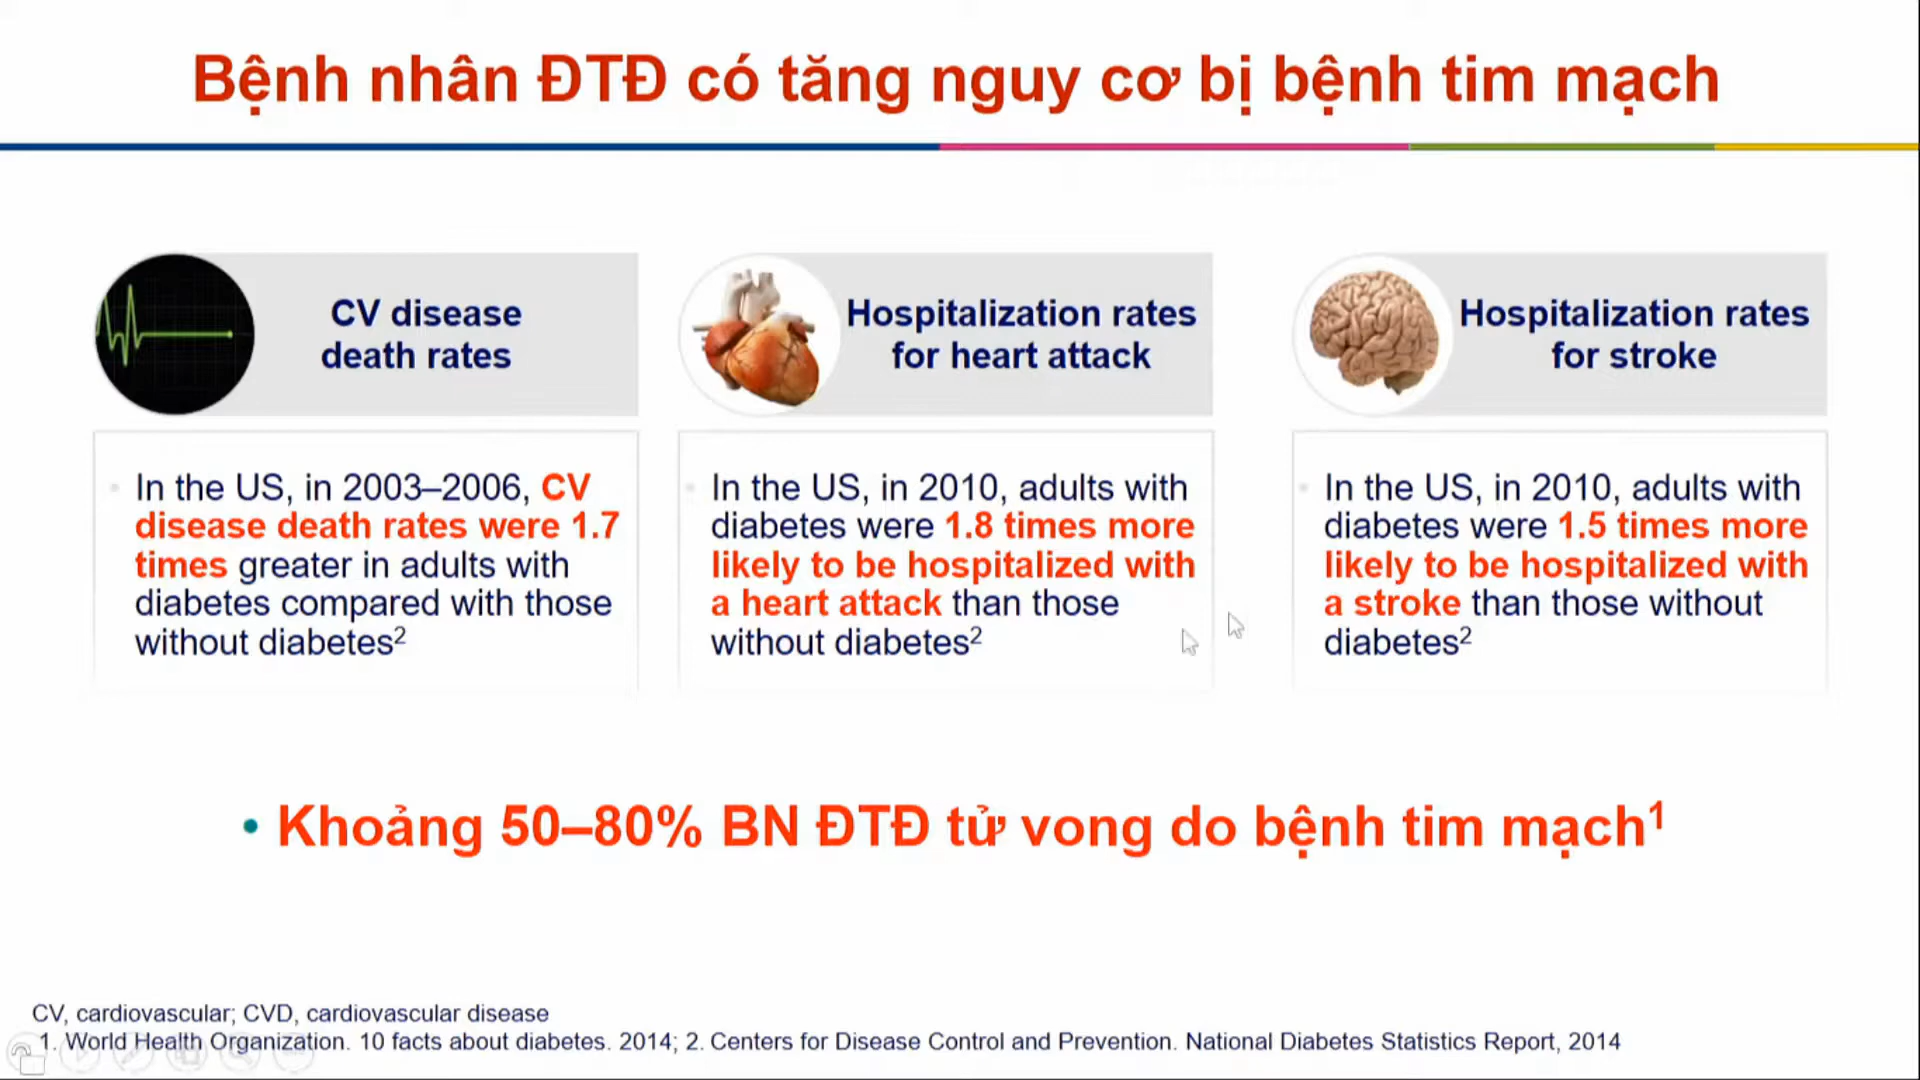 Bệnh nhân ĐTĐ có tăng nguy cơ bị bệnh tim mạch
CV disease
death rates
In the US, in 2003–2006, CV
disease death rates were 1.7
times greater in adults with
diabetes compared with those
without diabetes²
Hospitalization rates
for heart attack
In the US, in 2010, adults with
diabetes were 1.8 times more
likely to be hospitalized with
a heart attack than those
without diabetes²
Hospitalization rates
for stroke
In the US, in 2010, adults with
diabetes were 1.5 times more
likely to be hospitalized with
a stroke than those without
diabetes²
• Khoảng 50–80% BN ĐTĐ tử vong do bệnh tim mạch¹
CV, cardiovascular; CVD, cardiovascular disease
1. World Health Organization. 10 facts about diabetes. 2014; 2. Centers for Disease Control and Prevention. National Diabetes Statistics Report, 2014